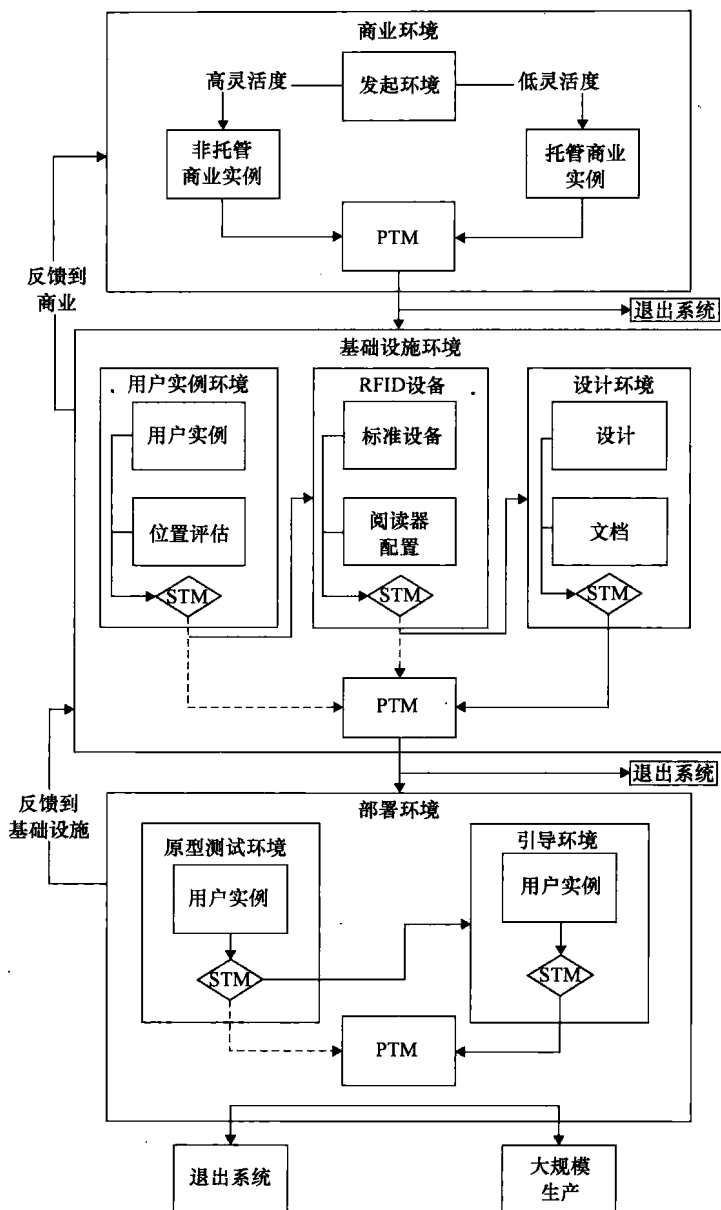 商业环境
高灵活度
发起环境
低灵活度
非托管
商业实例
托管商业
实例
PTM
反馈到
商业
退出系统
基础设施环境
用户实例环境
用户实例
位置评估
STM
RFID设备
标准设备
阅读器
配置
STM
设计环境
设计
文档
STM
PTM
退出系统
反馈到
基础设施
部署环境
原型测试环境
用户实例
STM
引导环境
用户实例
STM
PTM
退出系统
大规模
生产